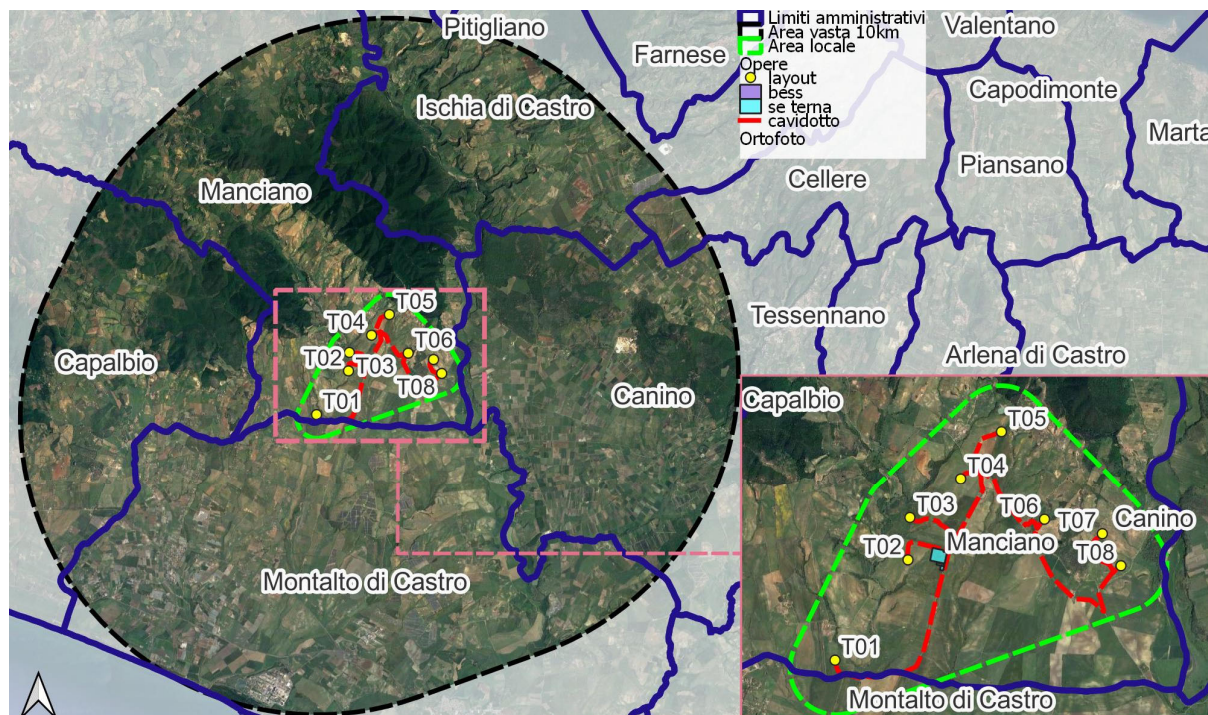 Pitigliano
Limiti amministrativi
Area vasta 10km
Area locale
Opere
layout
bess
se terna
cavidotto
Ortofoto
Valentano
Farnese
Ischia di Castro
Capodimonte
Marta
Piansano
Cellere
Manciano
Tessennano
Arlena di Castro
Capalbio
T05
T04
T06
T02
T03
T08
T01
Canino
Montalto di Castro
Capalbio
T05
T04
T03
T06
T07
Canino
T02
Manciano
T08
T01
Montalto di Castro